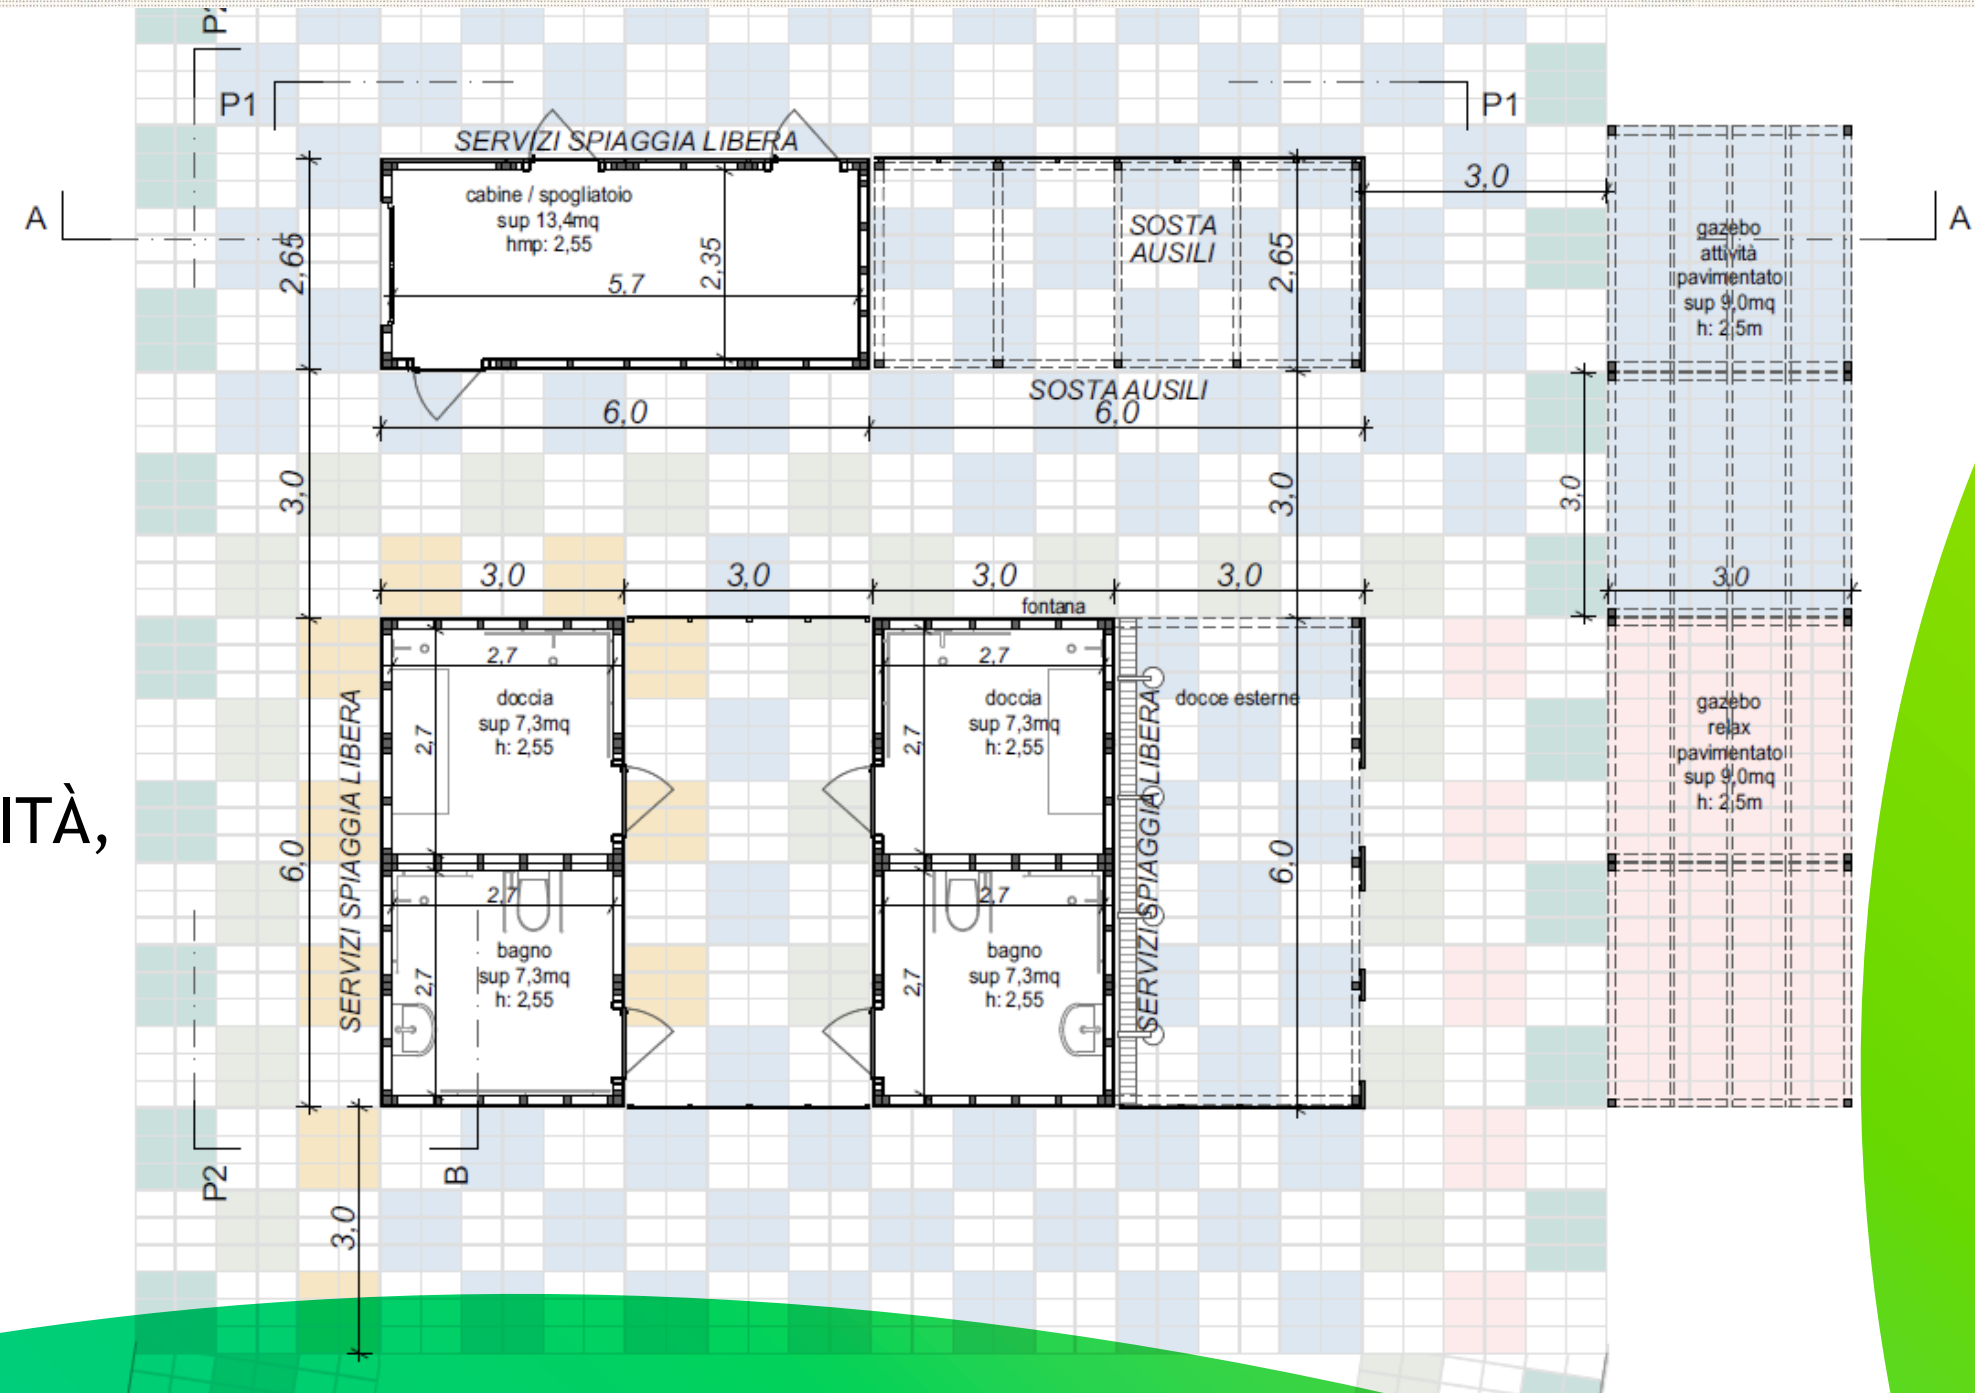 P2
P1
P1
SERVIZI SPIAGGIA LIBERA
cabine / spogliatoio
sup 13,4mq
hmp: 2,55
5,7
2,35
2,65
SOSTA
AUSILI
2,65
3,0
A
A
gazebo
attività
pavimentato
sup 9,0mq
h: 2,5m
SOSTA AUSILI
6,0
6,0
3,0
3,0
3,0
3,0
3,0
3,0
3,0
3,0
fontana
2,7
doccia
sup 7,3mq
h: 2,55
2,7
2,7
doccia
sup 7,3mq
h: 2,55
2,7
docce esterne
gazebo
relax
pavimentato
sup 9,0mq
h: 2,5m
SERVIZI SPIAGGIA LIBERA
SERVIZI SPIAGGIA LIBERA
ITÀ,
6,0
6,0
2,7
bagno
sup 7,3mq
h: 2,55
2,7
2,7
bagno
sup 7,3mq
h: 2,55
2,7
P2
B
3,0